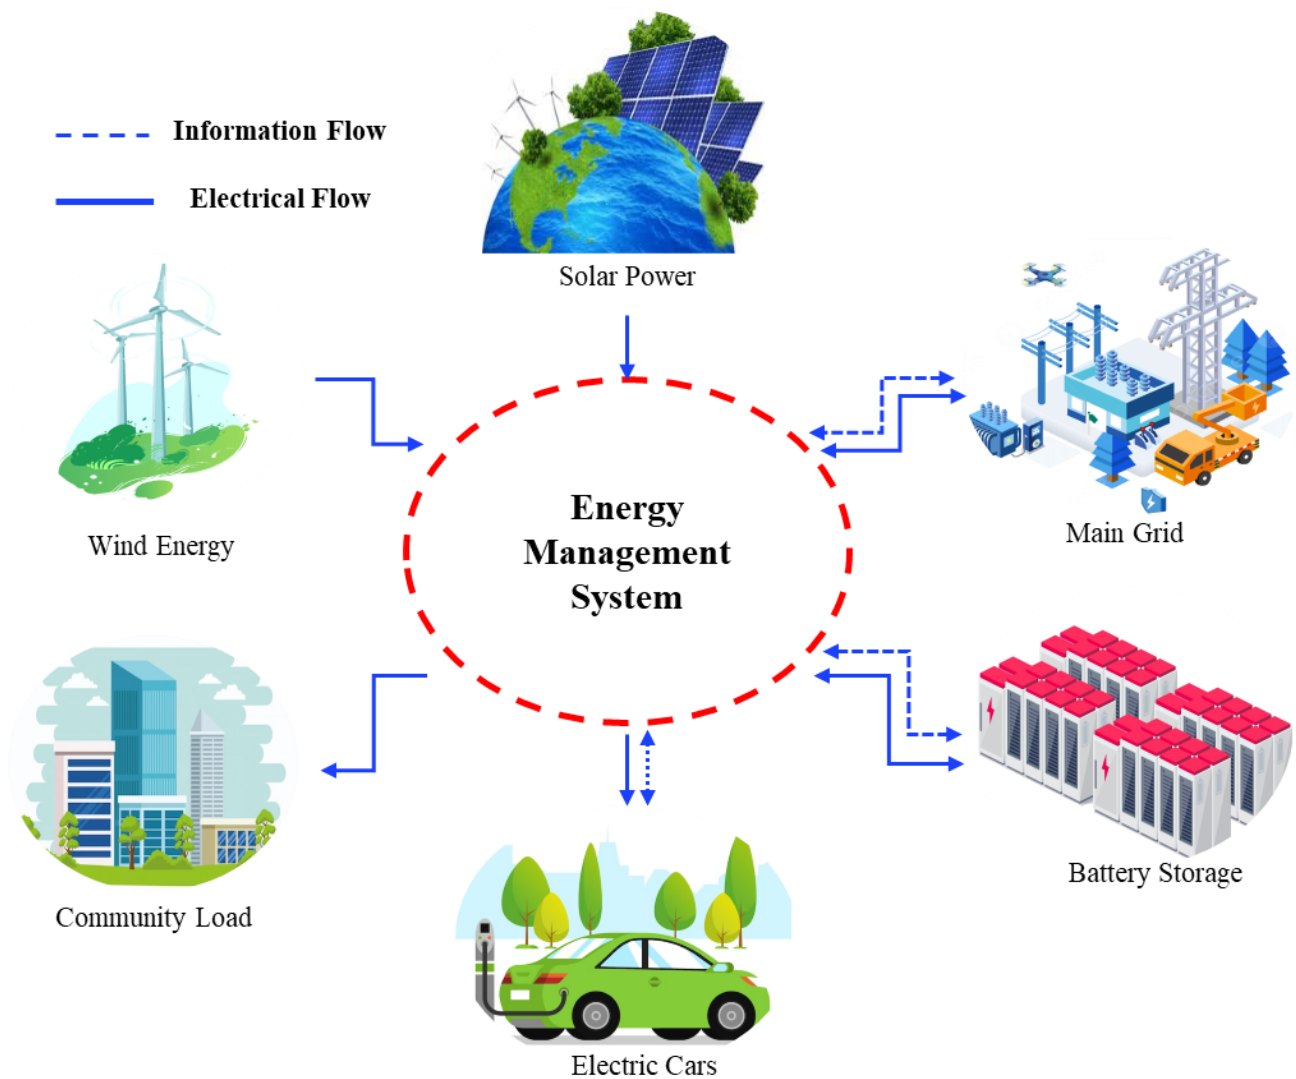 Information Flow
Electrical Flow
Solar Power
Wind Energy
Main Grid
Energy
Management
System
Community Load
Battery Storage
Electric Cars